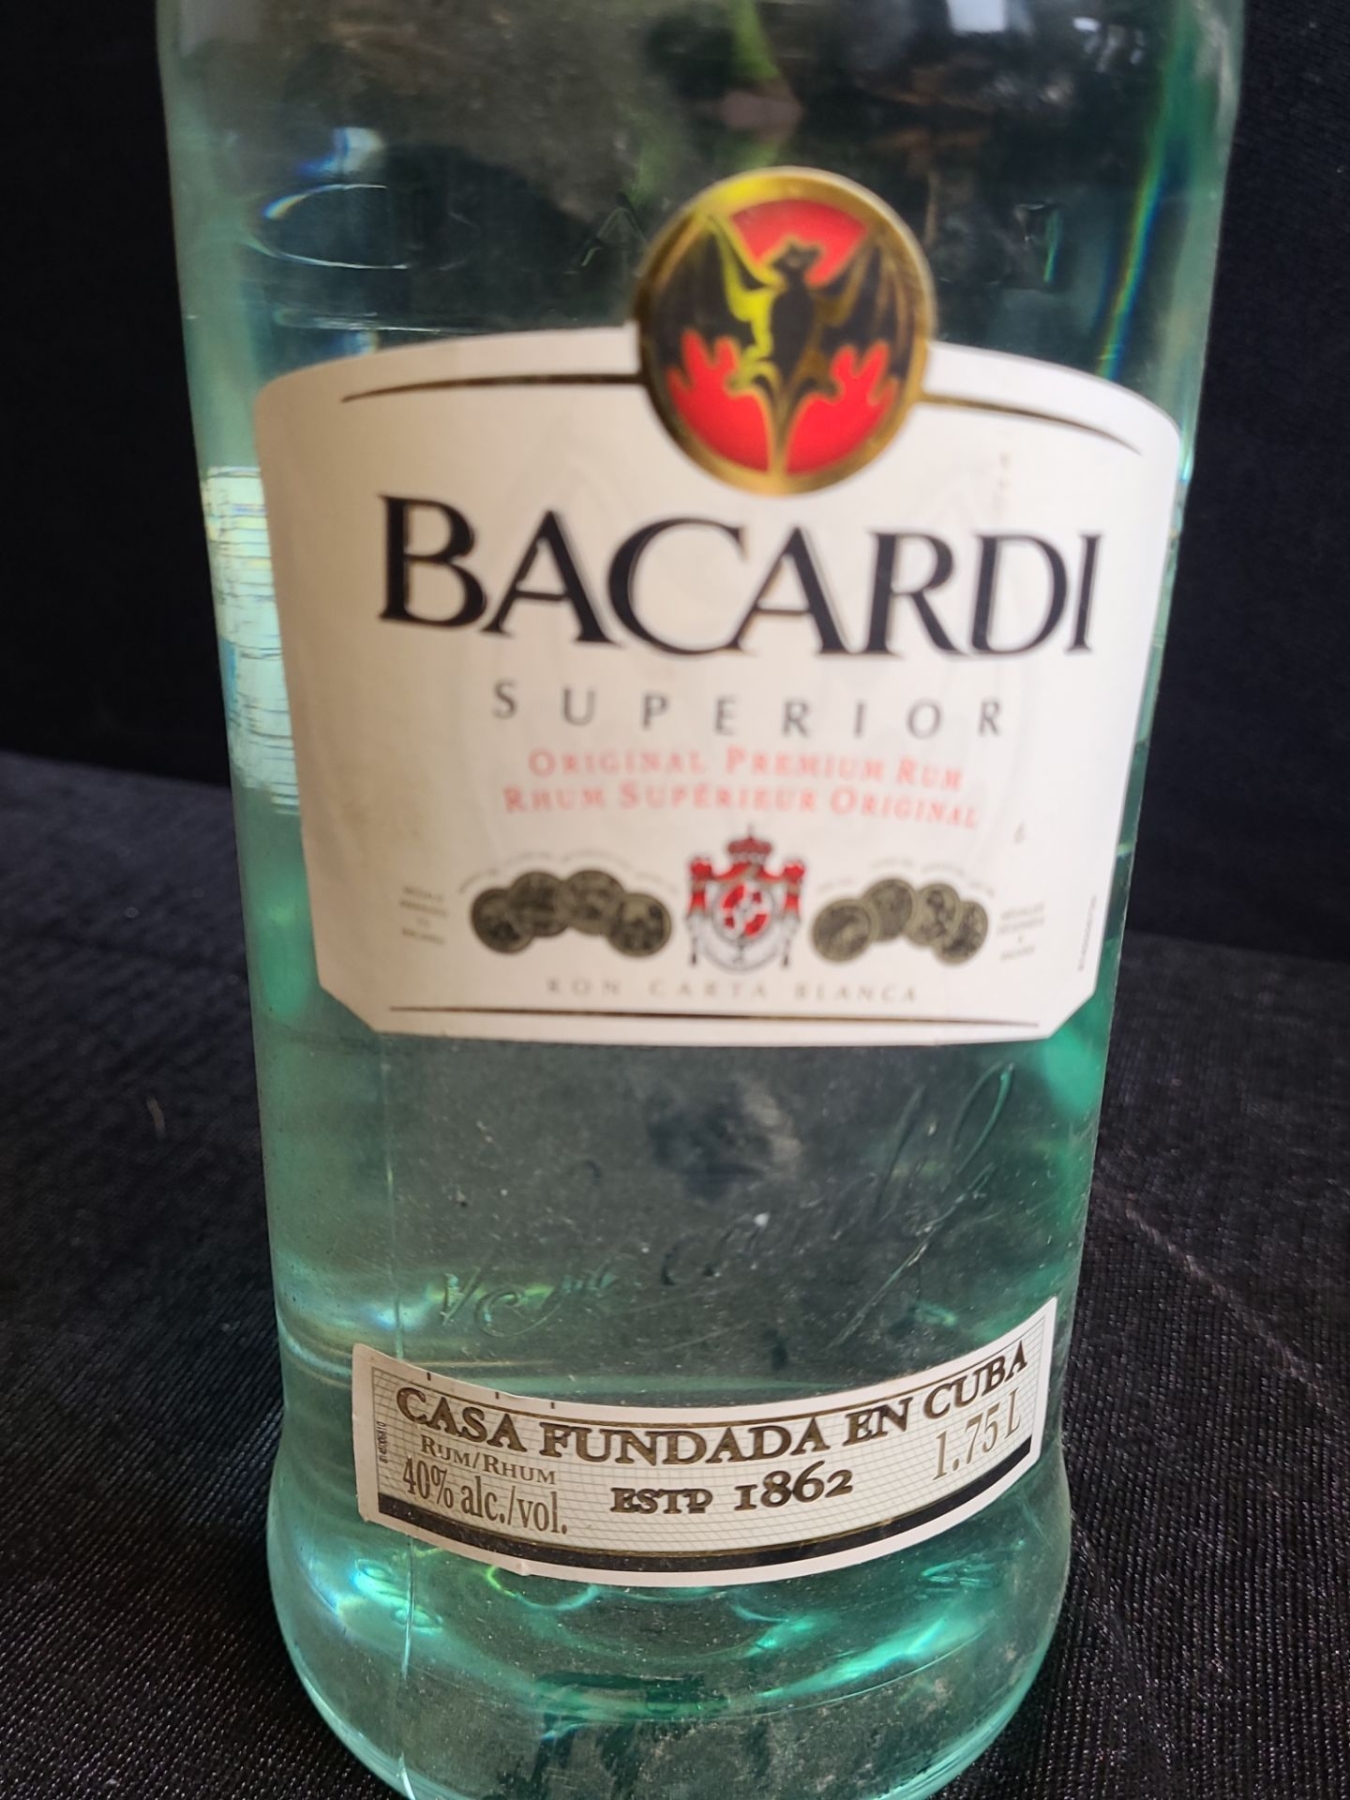 BACARDI
SUPERIOR
ORIGINAL PREMIUM RUM
RHUM SUPÉRIEUR ORIGINAL
RON CARTA BLANCA
CASA FUNDADA EN CUBA
RUM/RHUM
40% alc./vol.
ESTD 1862
1.75 L